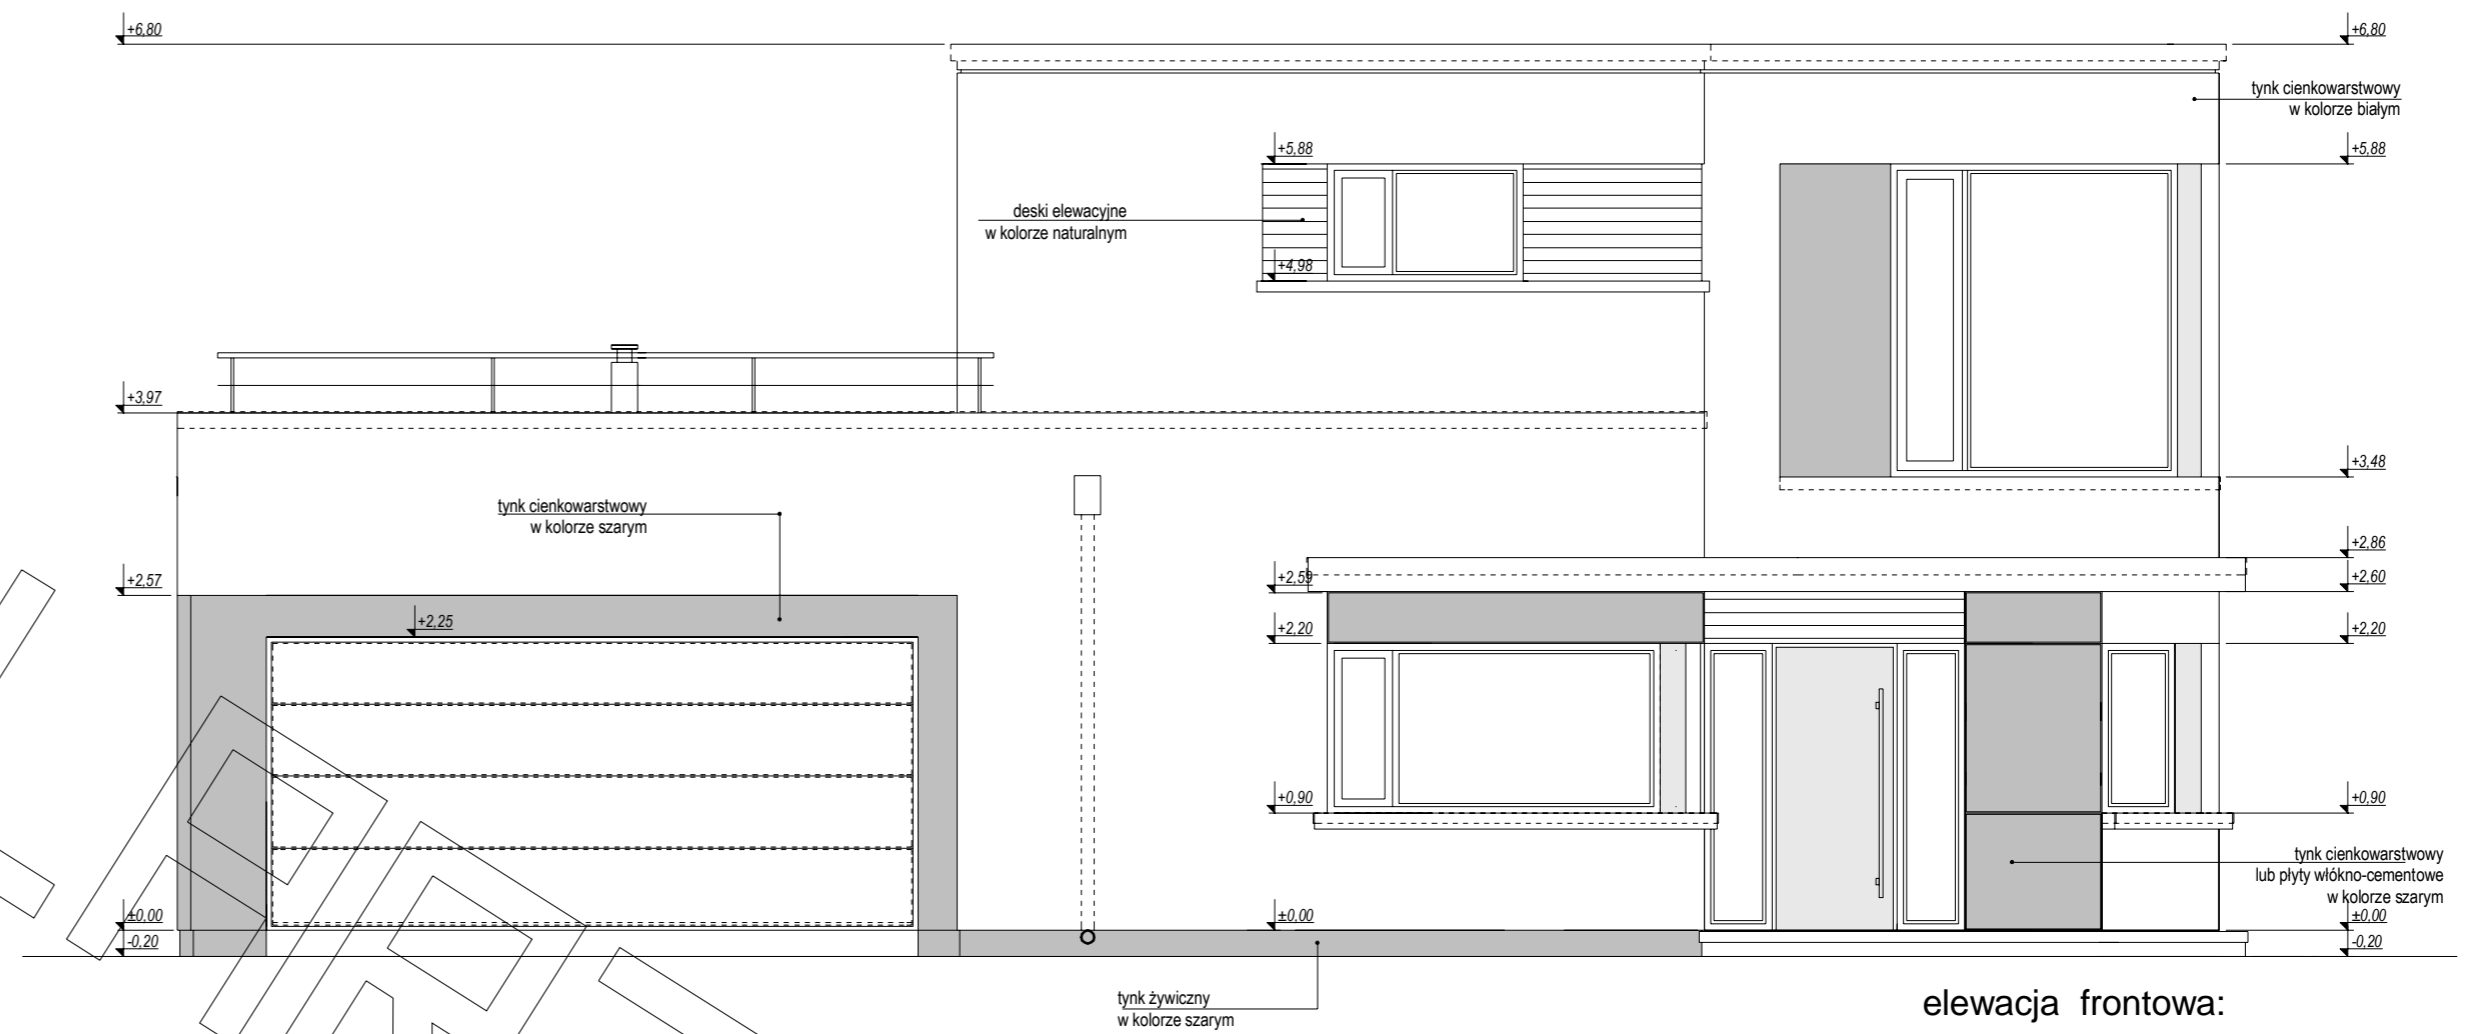 +6,80
+6,80
tynk cienkowarstwowy
w kolorze białym
+5,88
+5,88
deski elewacyjne
w kolorze naturalnym
+4,98
+3,97
+3,48
tynk cienkowarstwowy
w kolorze szarym
+2,86
+2,57
+2,59
+2,60
+2,25
+2,20
+2,20
+0,90
+0,90
tynk cienkowarstwowy
lub płyty włókno-cementowe
w kolorze szarym
±0,00
±0,00
±0,00
-0,20
-0,20
tynk żywiczny
w kolorze szarym
elewacja frontowa: